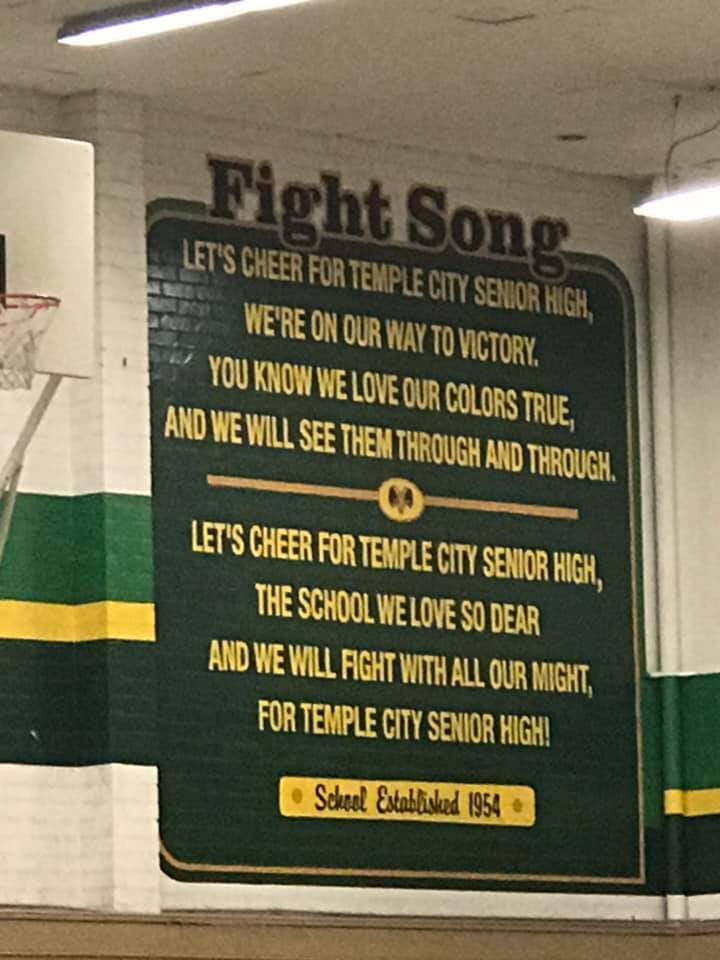 Fight Song
LET'S CHEER FOR TEMPLE CITY SENIOR HIGH,
WE'RE ON OUR WAY TO VICTORY.
YOU KNOW WE LOVE OUR COLORS TRUE,
AND WE WILL SEE THEM THROUGH AND THROUGH.
LET'S CHEER FOR TEMPLE CITY SENIOR HIGH,
THE SCHOOL WE LOVE SO DEAR
AND WE WILL FIGHT WITH ALL OUR MIGHT,
FOR TEMPLE CITY SENIOR HIGH!
School Established 1954